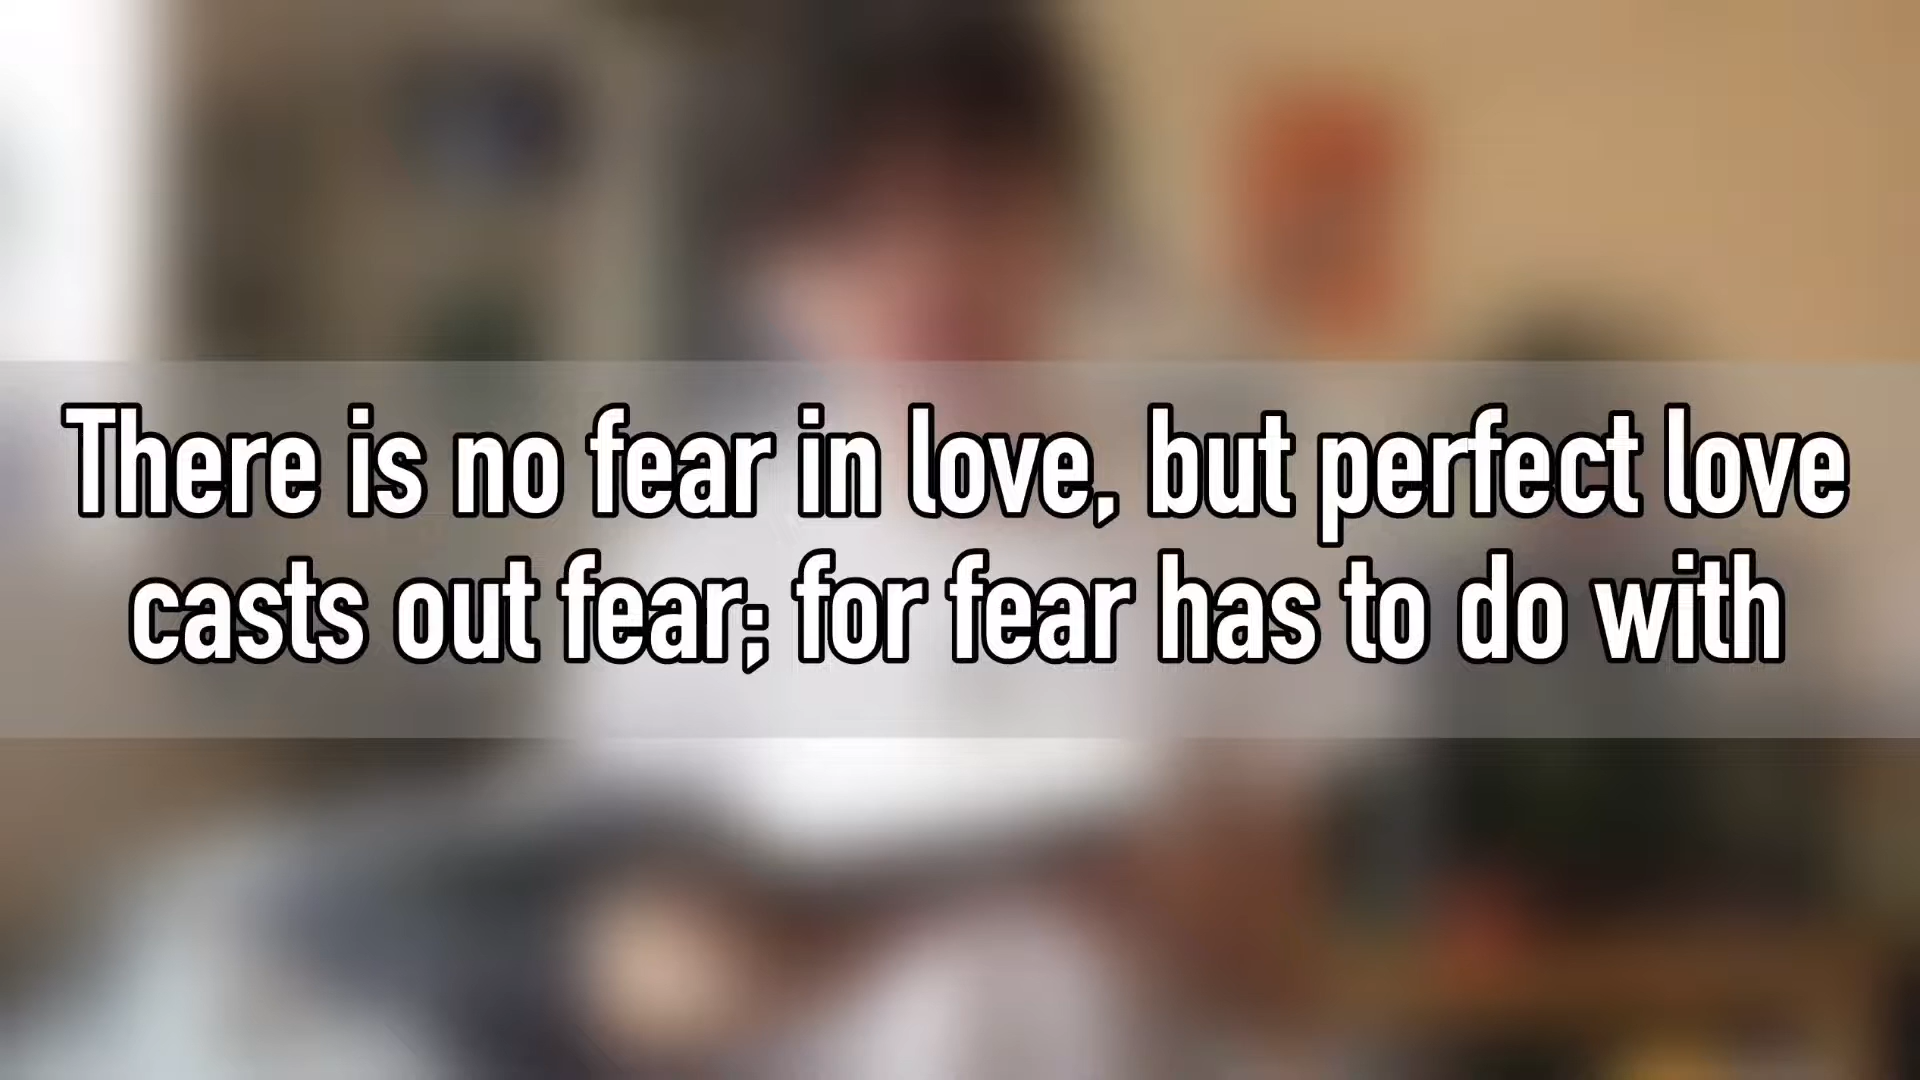 There is no fear in love, but perfect love
casts out fear; for fear has to do with